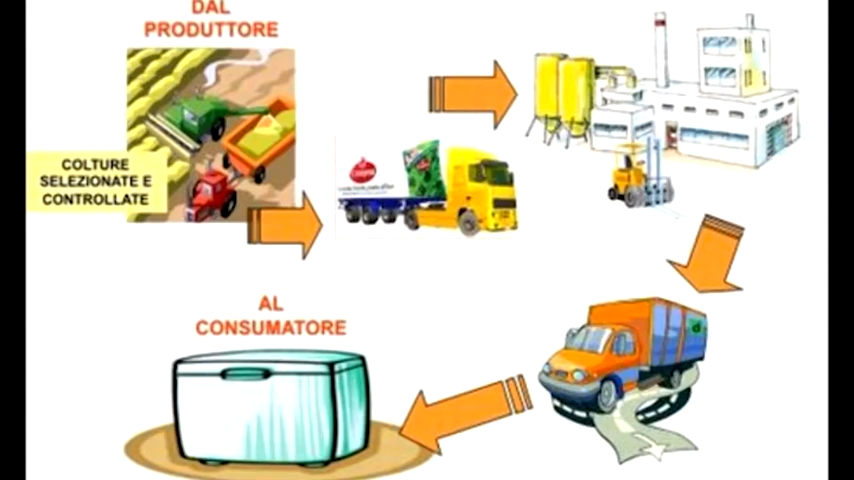 DAL
PRODUTTORE
COLTURE
SELEZIONATE E
CONTROLLATE
AL
CONSUMATORE